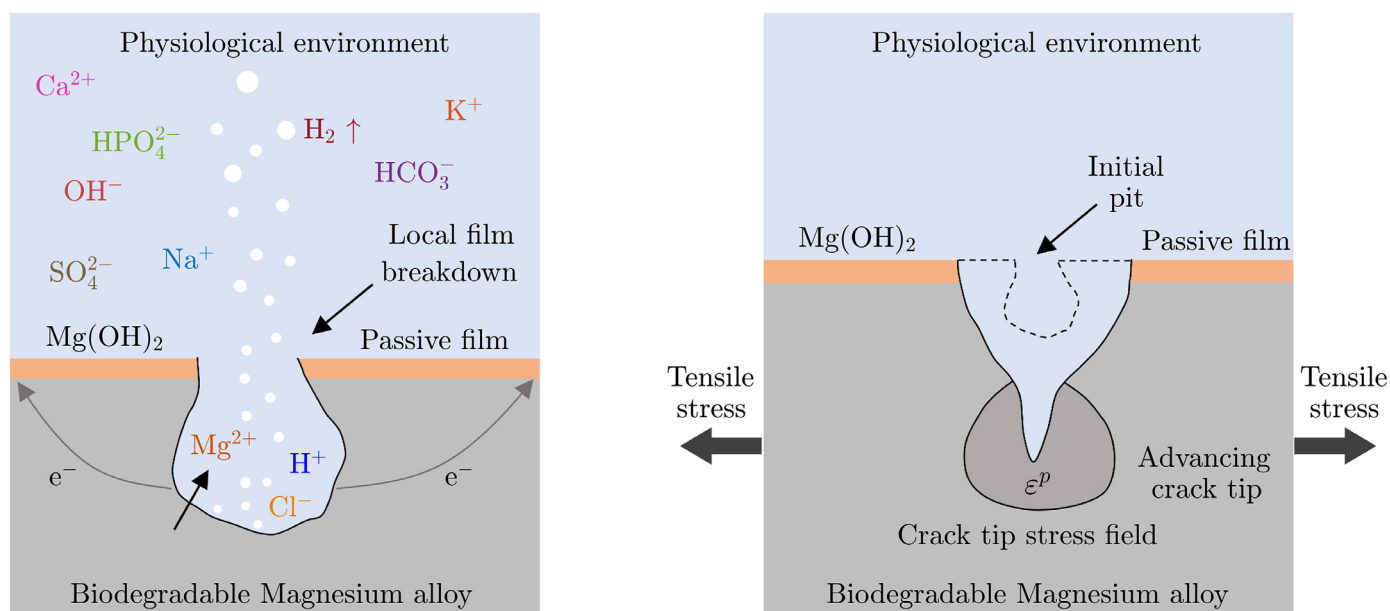 Physiological environment
Ca²⁺
K⁺
H₂ ↑
HPO₄²⁻
HCO₃⁻
OH⁻
Local film
breakdown
Na⁺
SO₄²⁻
Mg(OH)₂
Passive film
Mg²⁺
H⁺
e⁻
e⁻
Cl⁻
Biodegradable Magnesium alloy
Physiological environment
Initial
pit
Mg(OH)₂
Passive film
Tensile
stress
Tensile
stress
Advancing
crack tip
εᵖ
Crack tip stress field
Biodegradable Magnesium alloy